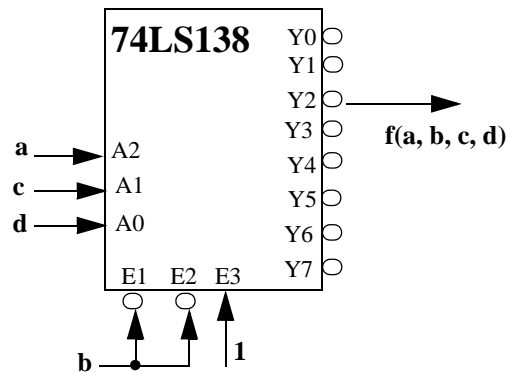 74LS138
Y0
Y1
Y2
Y3
Y4
Y5
Y6
Y7
f(a, b, c, d)
a
A2
c
A1
d
A0
E1 E2 E3
b
1